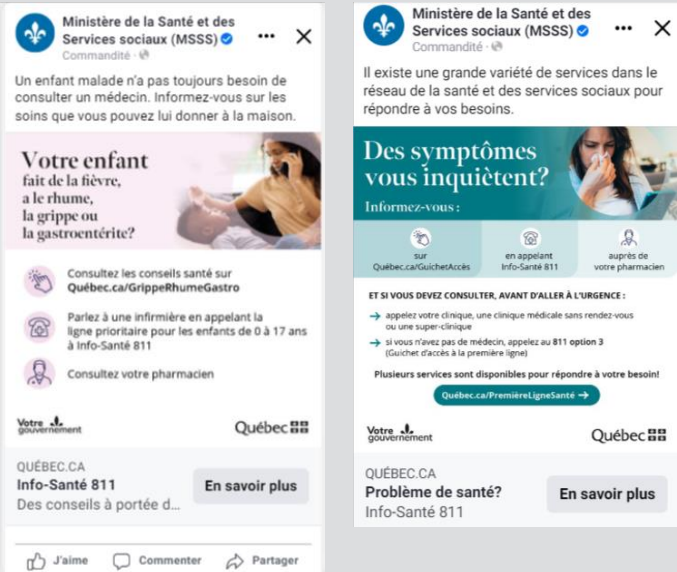 Ministère de la Santé et des
Services sociaux (MSSS)
Commandité ·
Un enfant malade n'a pas toujours besoin de
consulter un médecin. Informez-vous sur les
soins que vous pouvez lui donner à la maison.
Votre enfant
fait de la fièvre,
a le rhume,
la grippe ou
la gastroentérite?
Consultez les conseils santé sur
Québec.ca/GrippeRhumeGastro
Parlez à une infirmière en appelant la
ligne prioritaire pour les enfants de 0 à 17 ans
à Info-Santé 811
Consultez votre pharmacien
Votre
gouvernement
Québec
QUÉBEC.CA
Info-Santé 811
Des conseils à portée d...
En savoir plus
J'aime
Commenter
Partager
Ministère de la Santé et des
Services sociaux (MSSS)
Commandité ·
Il existe une grande variété de services dans le
réseau de la santé et des services sociaux pour
répondre à vos besoins.
Des symptômes
vous inquiètent?
Informez-vous :
sur
Québec.ca/GuichetAccès
en appelant
Info-Santé 811
auprès de
votre pharmacien
ET SI VOUS DEVEZ CONSULTER, AVANT D'ALLER À L'URGENCE :
→ appelez votre clinique, une clinique médicale sans rendez-vous
ou une super-clinique
→ si vous n'avez pas de médecin, appelez au 811 option 3
(Guichet d'accès à la première ligne)
Plusieurs services sont disponibles pour répondre à votre besoin!
Québec.ca/PremièreLigneSanté →
Votre
gouvernement
Québec
QUÉBEC.CA
Problème de santé?
Info-Santé 811
En savoir plus